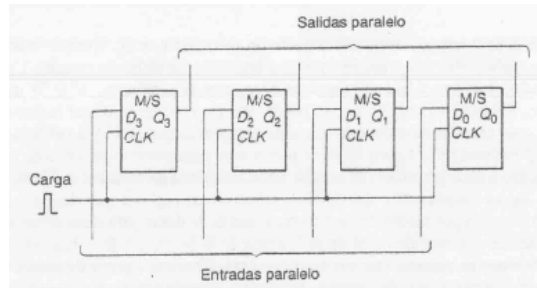 Salidas paralelo
M/S M/S M/S M/S
D3 Q3 D2 Q2 D1 Q1 D0 Q0
CLK CLK CLK CLK
Carga
Entradas paralelo